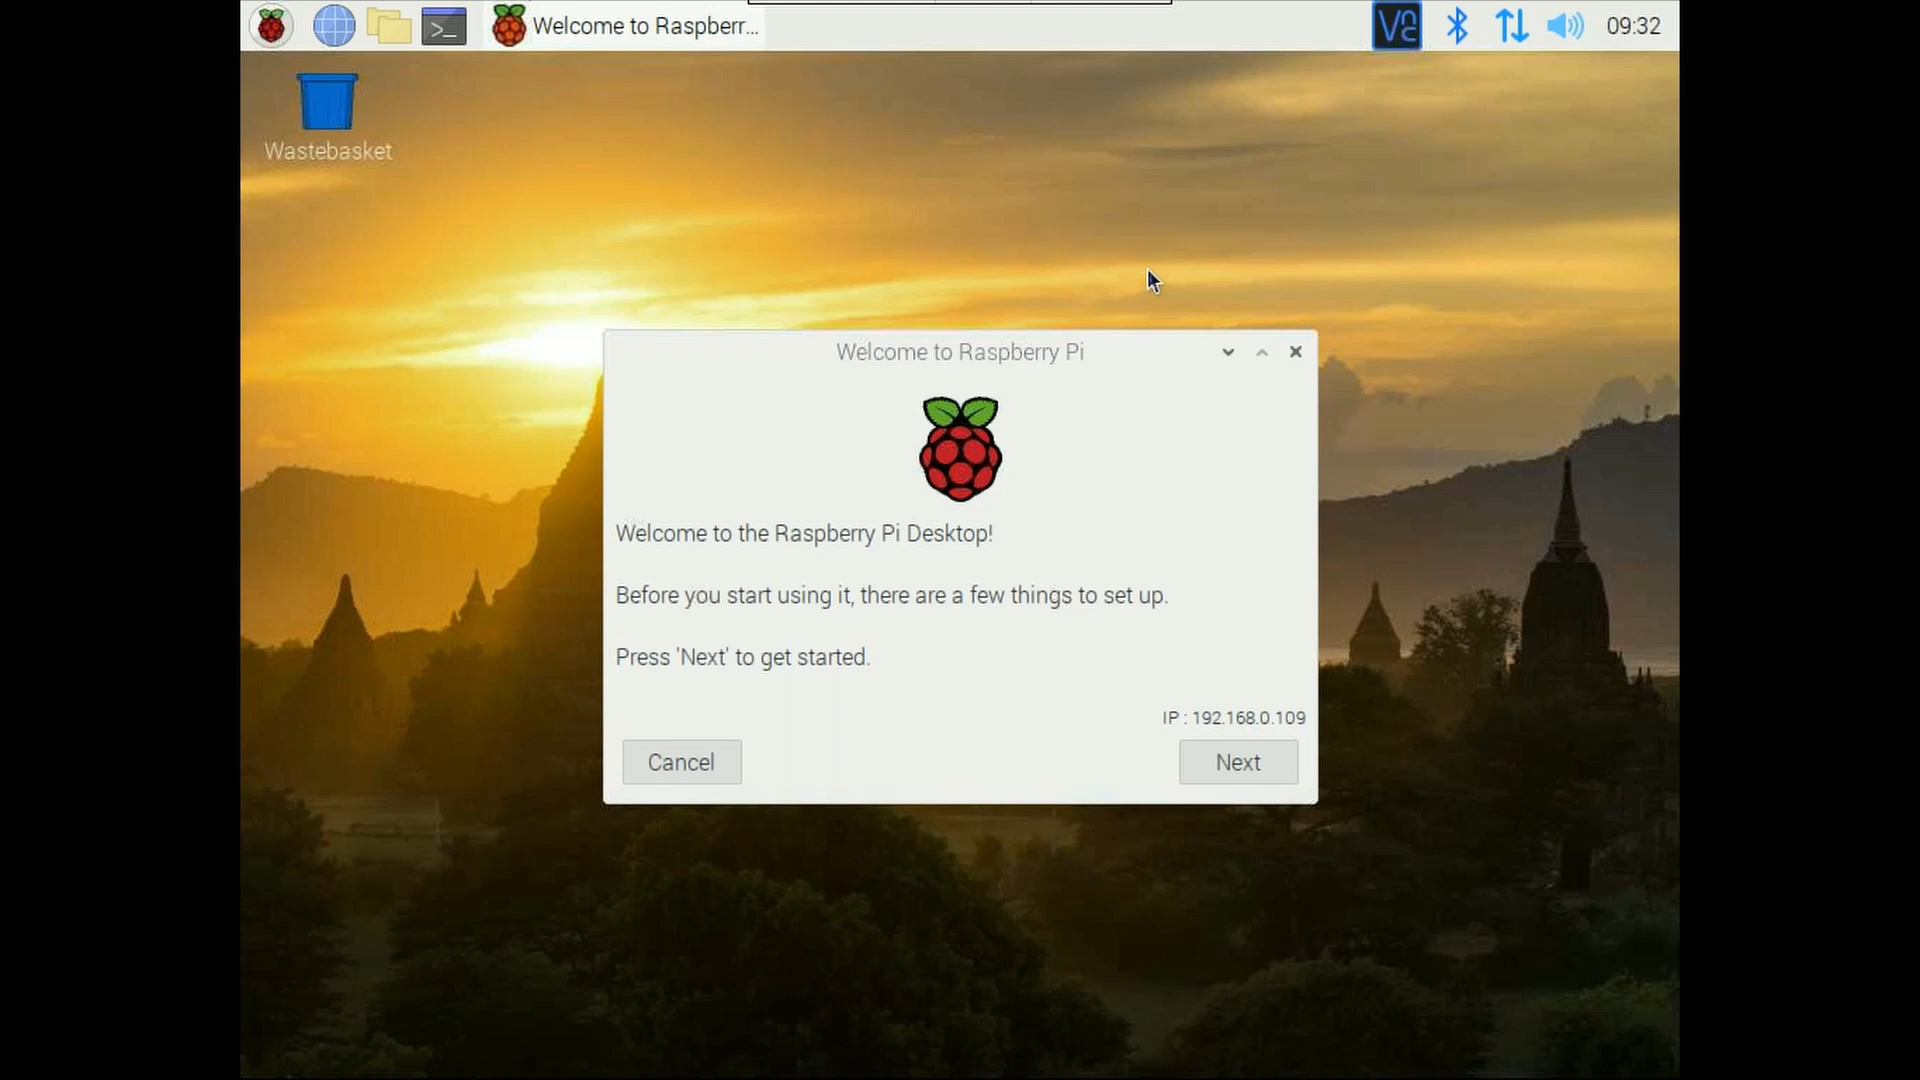 Welcome to Raspberr...
09:32
Wastebasket
Welcome to Raspberry Pi
Welcome to the Raspberry Pi Desktop!
Before you start using it, there are a few things to set up.
Press 'Next' to get started.
IP : 192.168.0.109
Cancel
Next